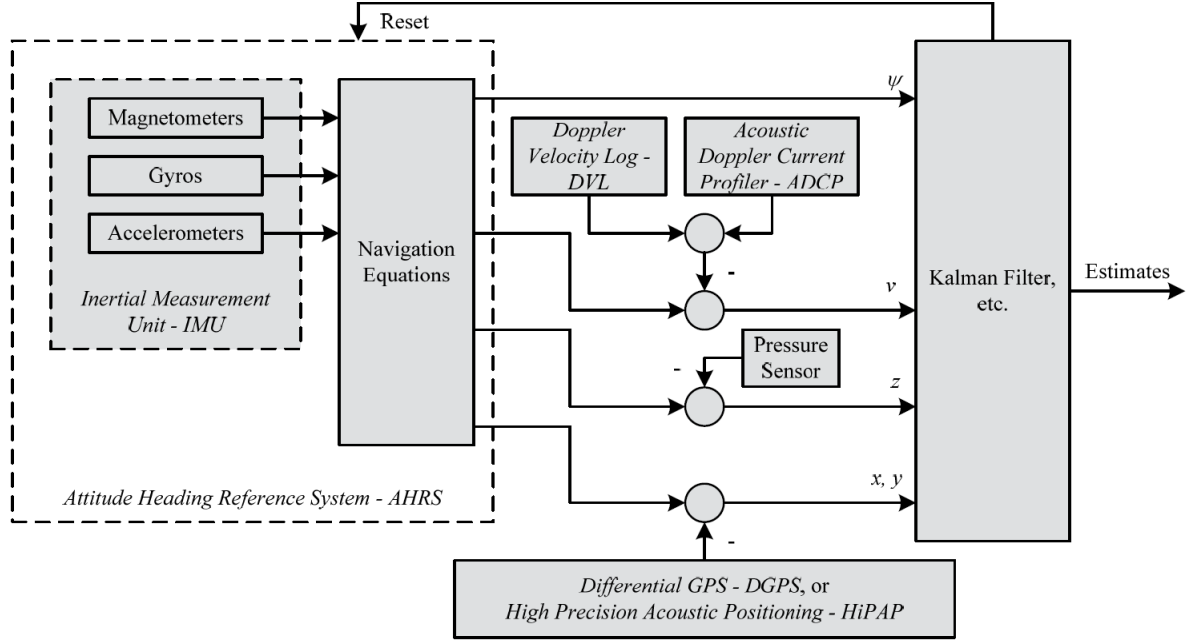 Reset
Magnetometers
Gyros
Accelerometers
Inertial Measurement
Unit - IMU
Navigation
Equations
Attitude Heading Reference System - AHRS
ψ
Doppler
Velocity Log -
DVL
Acoustic
Doppler Current
Profiler - ADCP
-
v
Pressure
Sensor
-
z
x, y
-
Differential GPS - DGPS, or
High Precision Acoustic Positioning - HiPAP
Kalman Filter,
etc.
Estimates